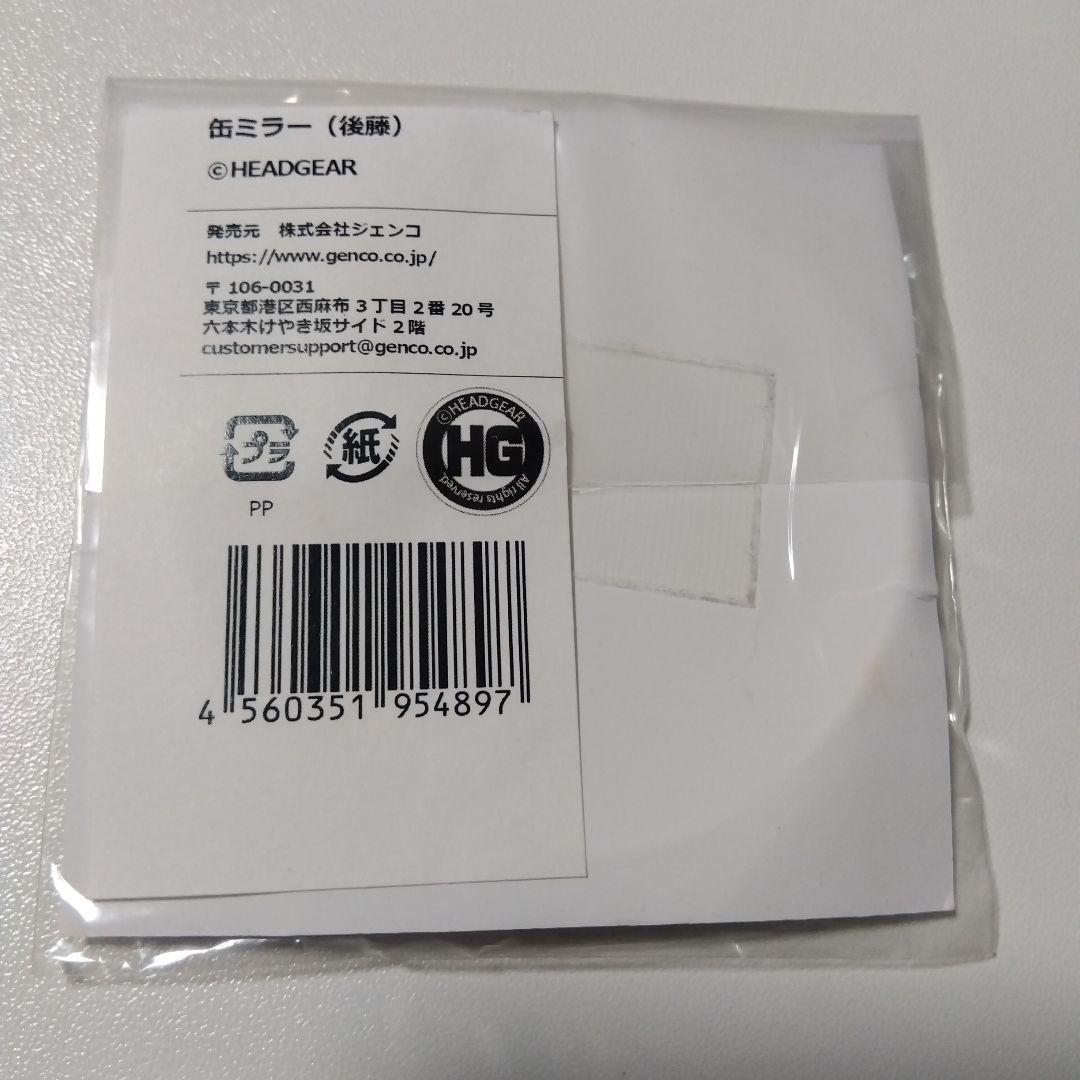 缶ミラー（後藤）
©HEADGEAR
発売元　株式会社ジェンコ
https://www.genco.co.jp/
〒 106-0031
東京都港区西麻布 3 丁目 2 番 20 号
六本木けやき坂サイド 2 階
customersupport@genco.co.jp
プラ
PP
紙
©HEADGEAR
HG
All rights reserved.
4 560351 954897